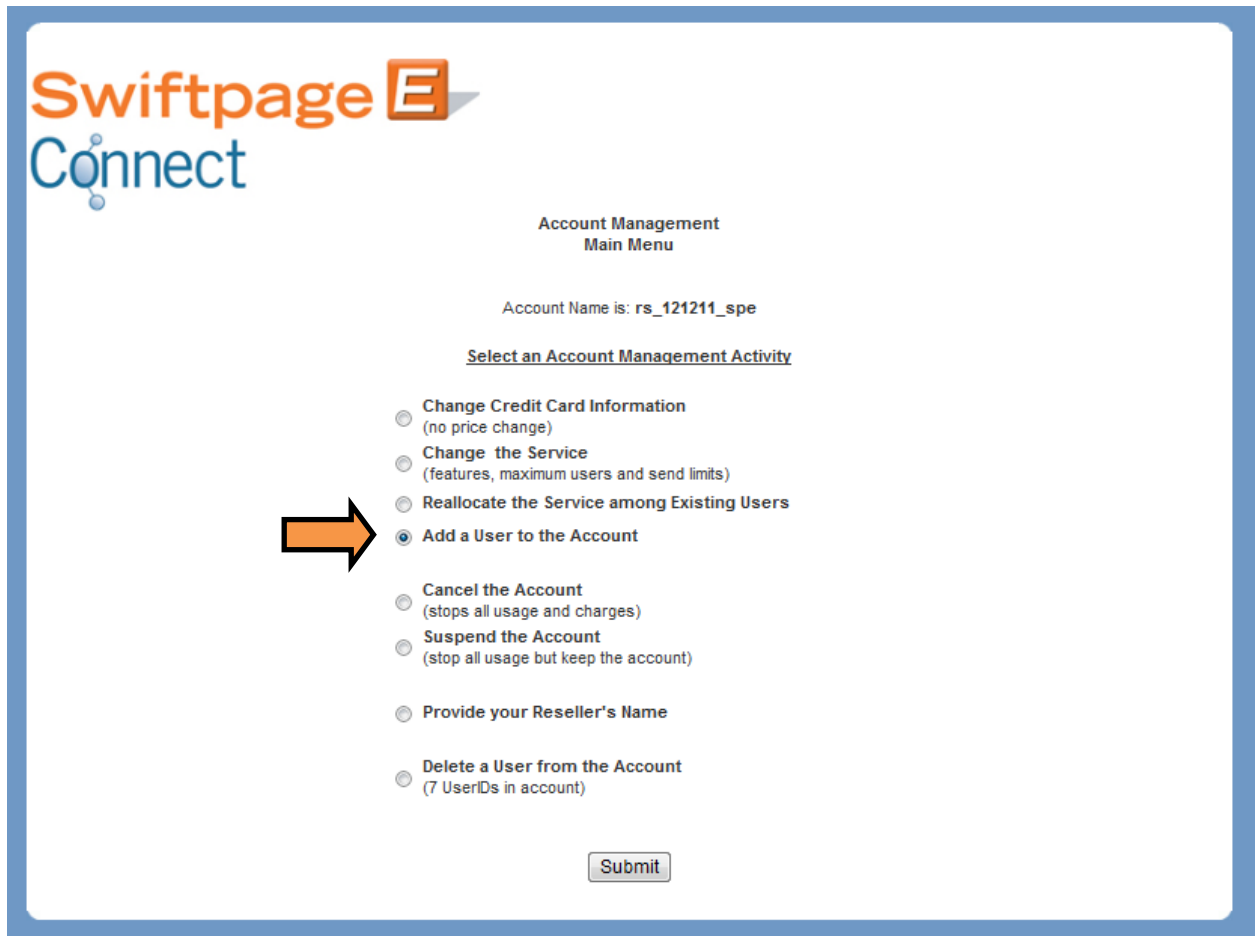 Swiftpage E
Connect
Account Management
Main Menu
Account Name is: rs_121211_spe
Select an Account Management Activity
Change Credit Card Information
(no price change)
Change the Service
(features, maximum users and send limits)
Reallocate the Service among Existing Users
Add a User to the Account
Cancel the Account
(stops all usage and charges)
Suspend the Account
(stop all usage but keep the account)
Provide your Reseller's Name
Delete a User from the Account
(7 UserIDs in account)
Submit